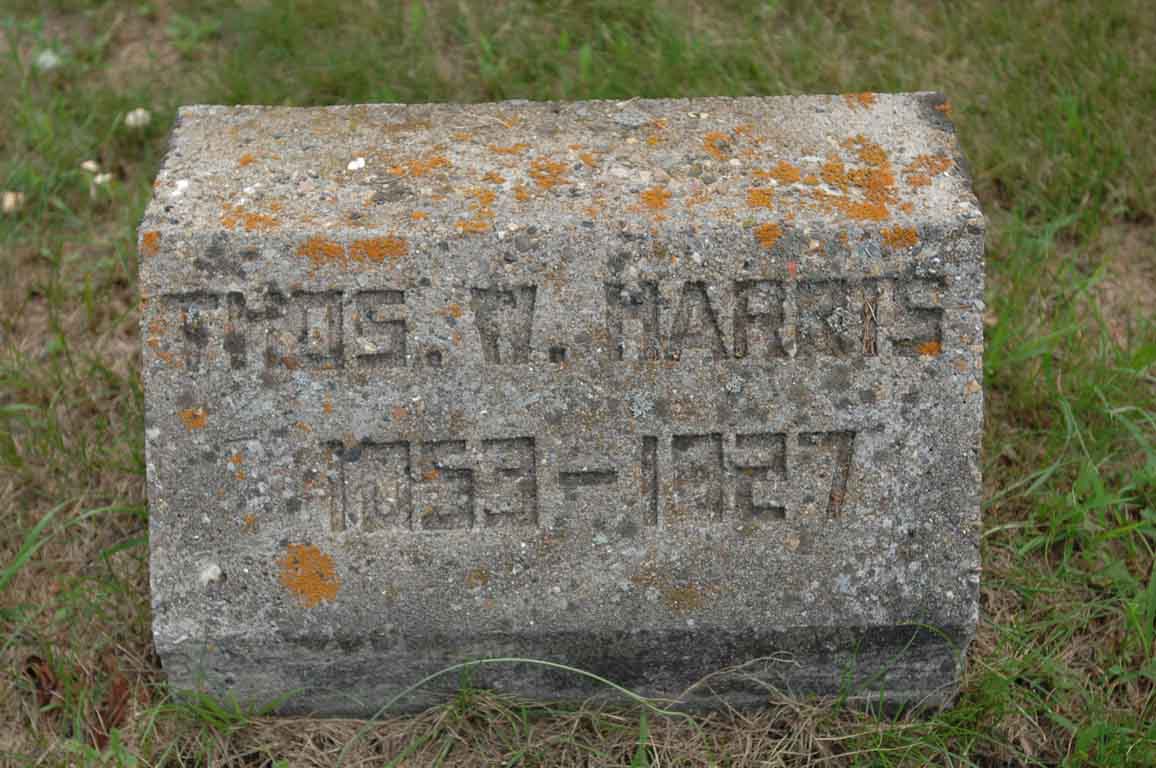 THOS. W. HARRIS
1853 – 1927